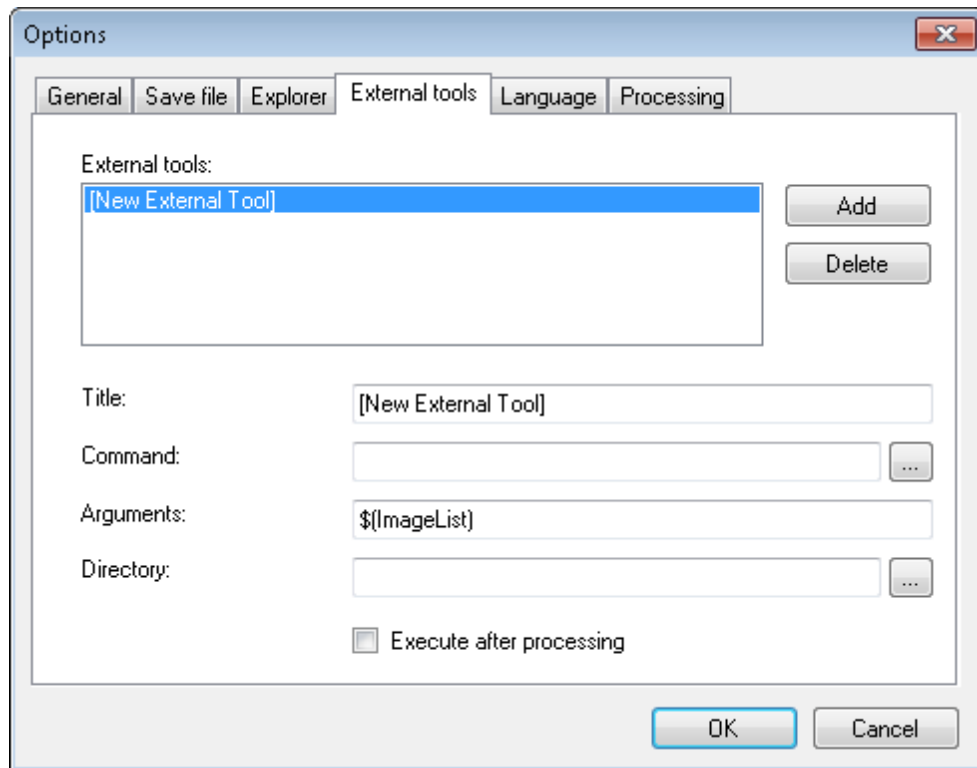 Options
General Save file Explorer External tools Language Processing
External tools:
[New External Tool]
Add
Delete
Title: [New External Tool]
Command: ...
Arguments: $(ImageList)
Directory: ...
Execute after processing
OK Cancel